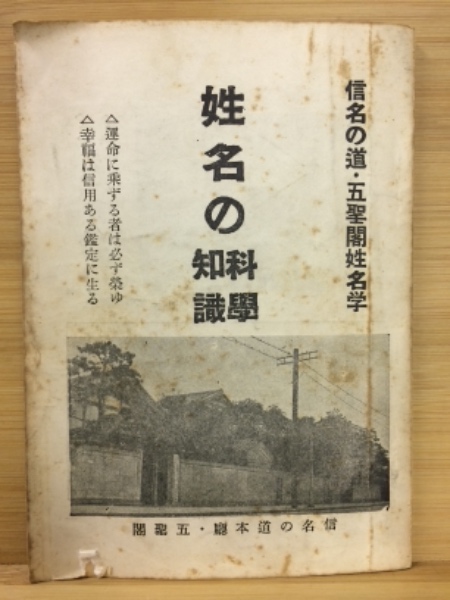 信名の道・五聖閣姓名学
姓名の科學知識
△運命に乘ずる者は必ず榮ゆ
△幸福は信用ある鑑定に生る
信名の道本廳・五聖閣